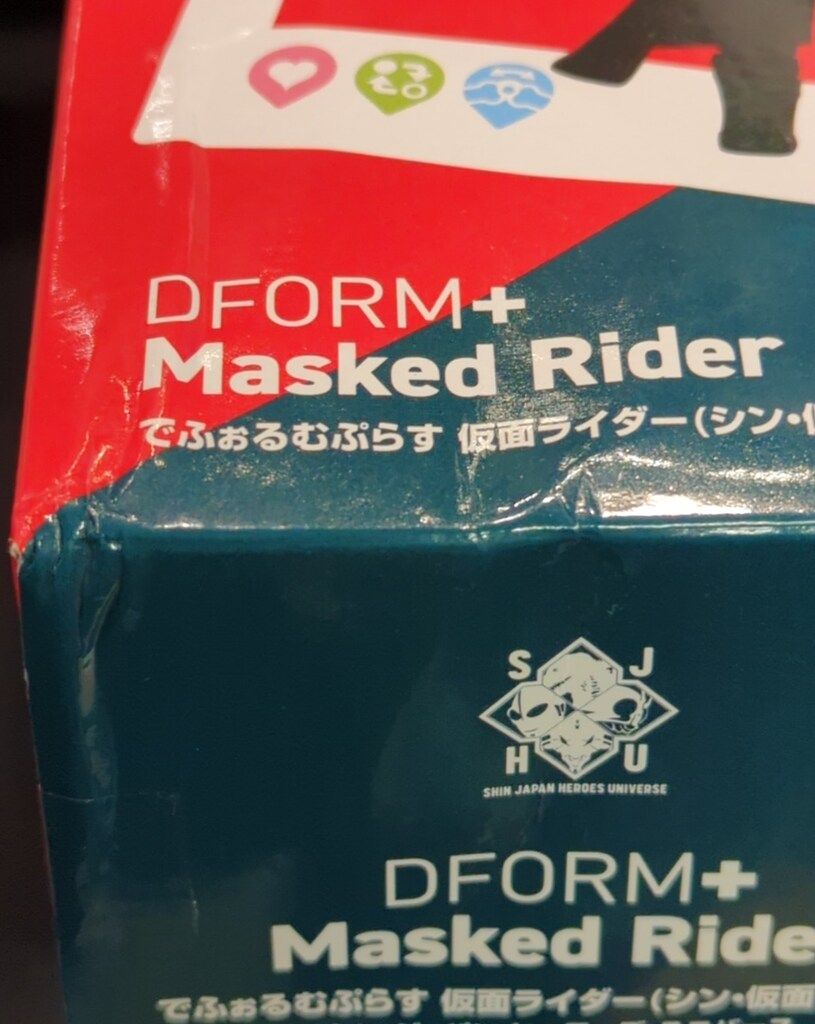 DFORM+
Masked Rider
でふぉるむぷらす 仮面ライダー(シン・
S J
H U
SHIN JAPAN HEROES UNIVERSE
DFORM+
Masked Ride
でふぉるむぷらす 仮面ライダー(シン・仮面